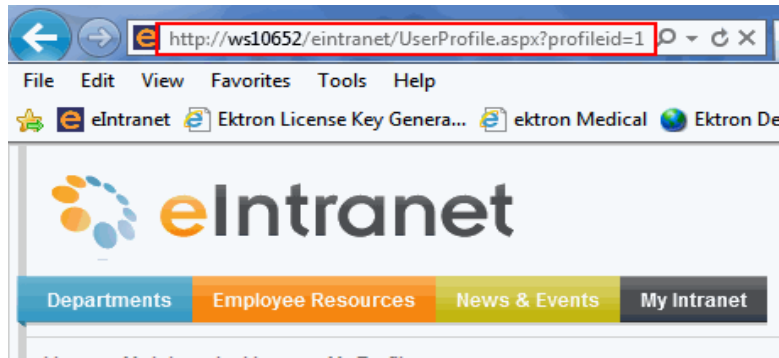 http://ws10652/eintranet/UserProfile.aspx?profileid=1
File Edit View Favorites Tools Help
eIntranet Ektron License Key Genera... ektron Medical Ektron De
eIntranet
Departments Employee Resources News & Events My Intranet